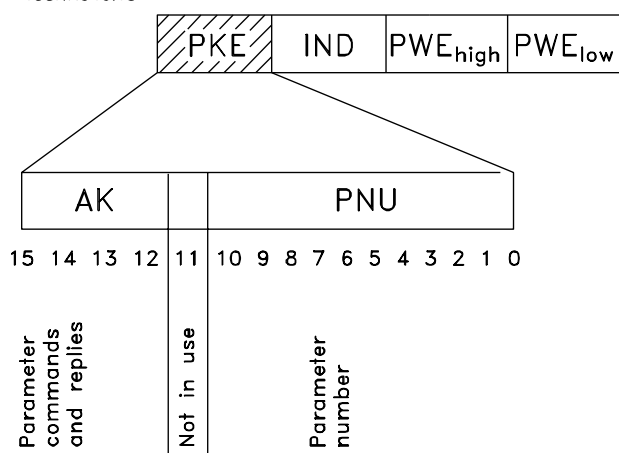 PKE IND PWEhigh PWElow
AK PNU
15 14 13 12 11 10 9 8 7 6 5 4 3 2 1 0
Parameter
commands
and replies
Not in use
Parameter
number